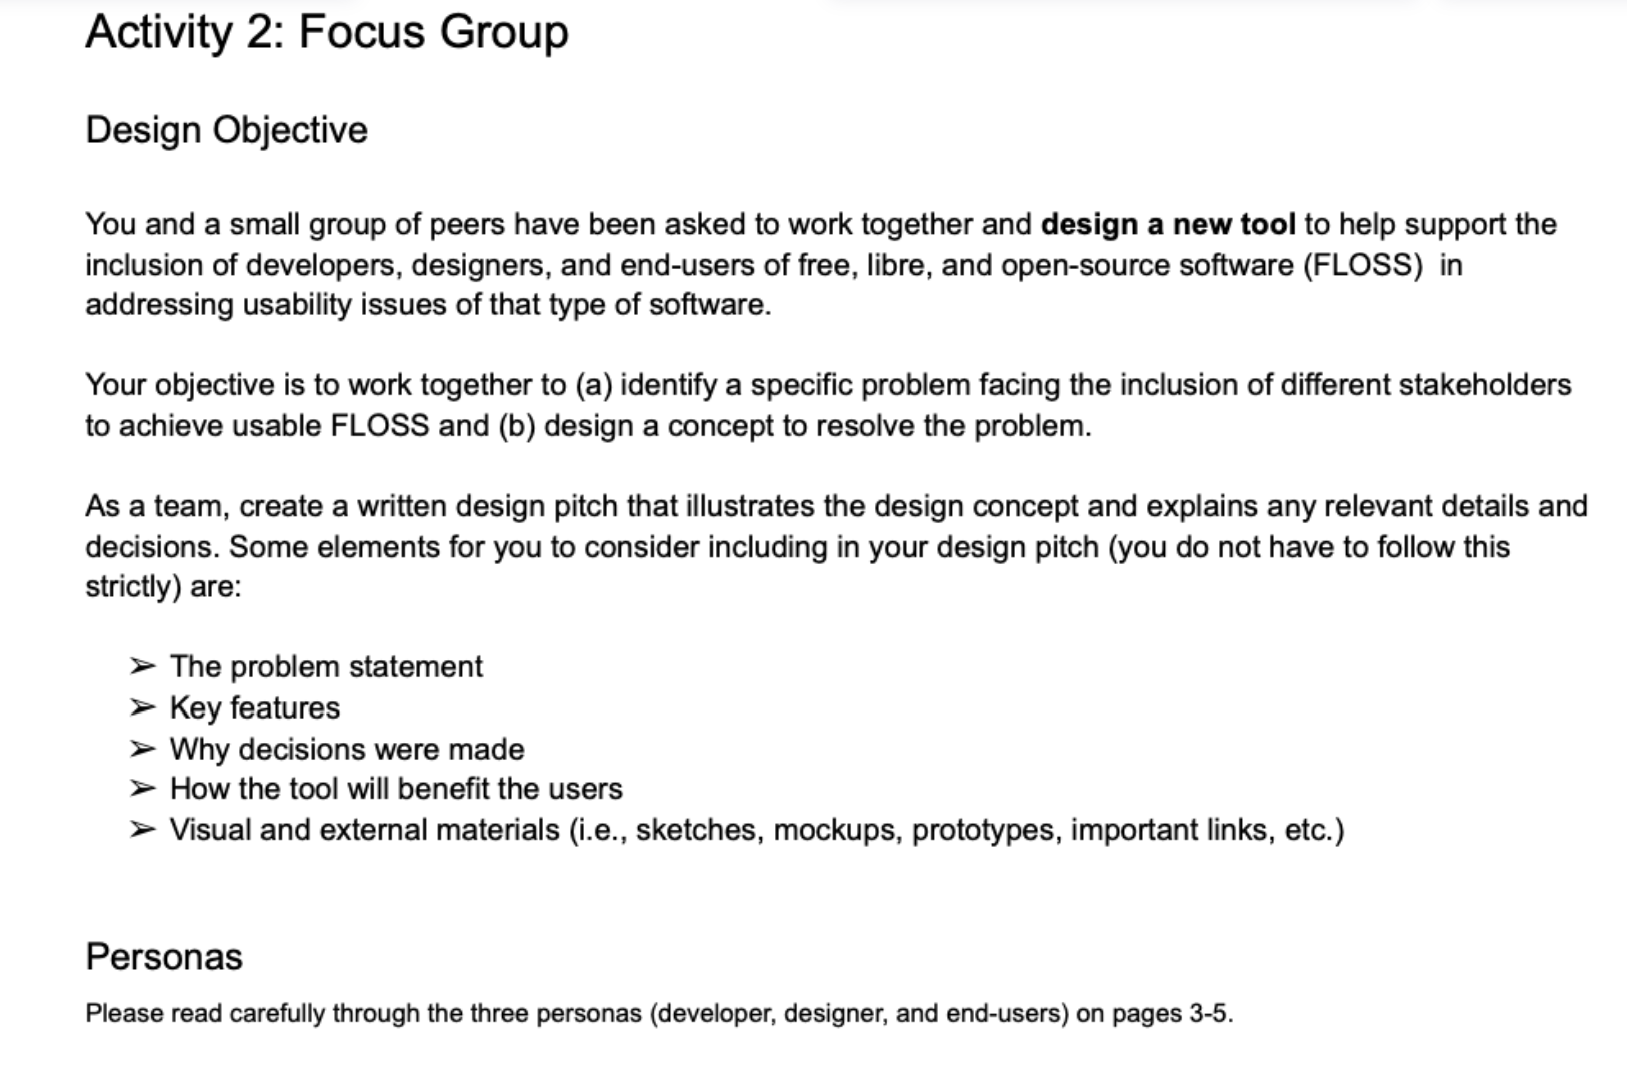 Activity 2: Focus Group
Design Objective
You and a small group of peers have been asked to work together and design a new tool to help support the
inclusion of developers, designers, and end-users of free, libre, and open-source software (FLOSS) in
addressing usability issues of that type of software.
Your objective is to work together to (a) identify a specific problem facing the inclusion of different stakeholders
to achieve usable FLOSS and (b) design a concept to resolve the problem.
As a team, create a written design pitch that illustrates the design concept and explains any relevant details and
decisions. Some elements for you to consider including in your design pitch (you do not have to follow this
strictly) are:
➢ The problem statement
➢ Key features
➢ Why decisions were made
➢ How the tool will benefit the users
➢ Visual and external materials (i.e., sketches, mockups, prototypes, important links, etc.)
Personas
Please read carefully through the three personas (developer, designer, and end-users) on pages 3-5.